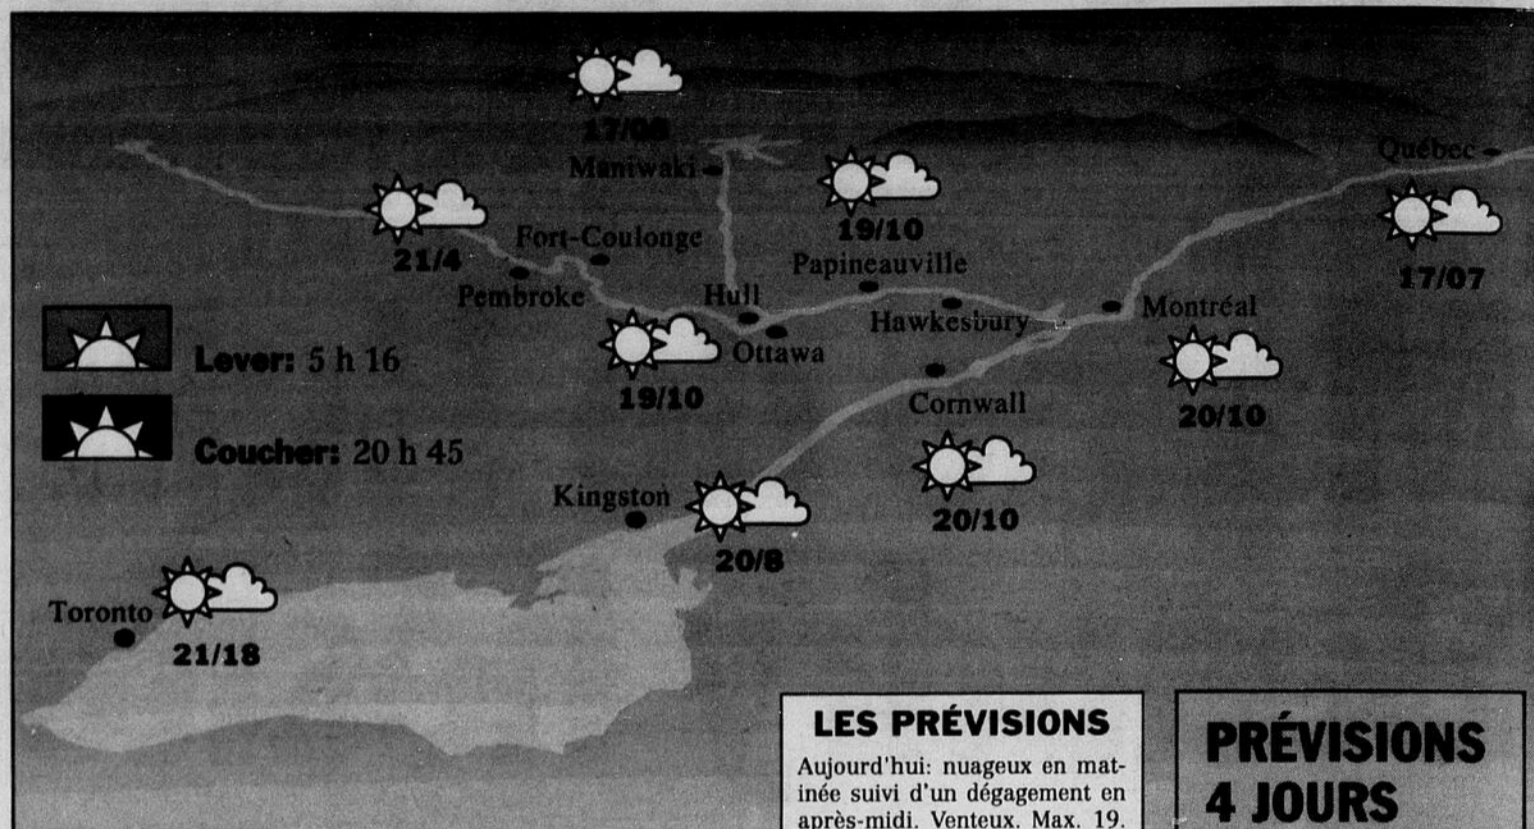 17/08
Maniwaki
Québec
19/10
17/07
21/4
Fort-Coulonge
Papineauville
Pembroke
Hull
Hawkesbury
Montréal
Ottawa
Lever: 5 h 16
19/10
Cornwall
20/10
Coucher: 20 h 45
Kingston
20/10
20/8
Toronto
21/18
LES PRÉVISIONS
Aujourd'hui: nuageux en mat-
inée suivi d'un dégagement en
après-midi. Venteux. Max. 19.
PRÉVISIONS
4 JOURS